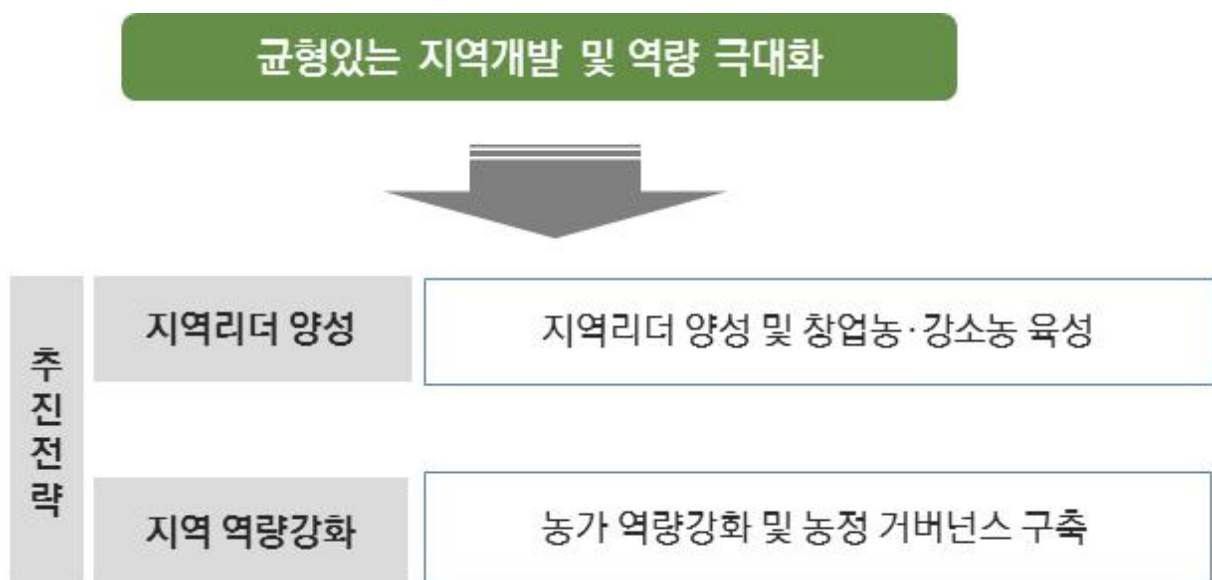 균형있는 지역개발 및 역량 극대화
추진전략
지역리더 양성
지역리더 양성 및 창업농·강소농 육성
지역 역량강화
농가 역량강화 및 농정 거버넌스 구축